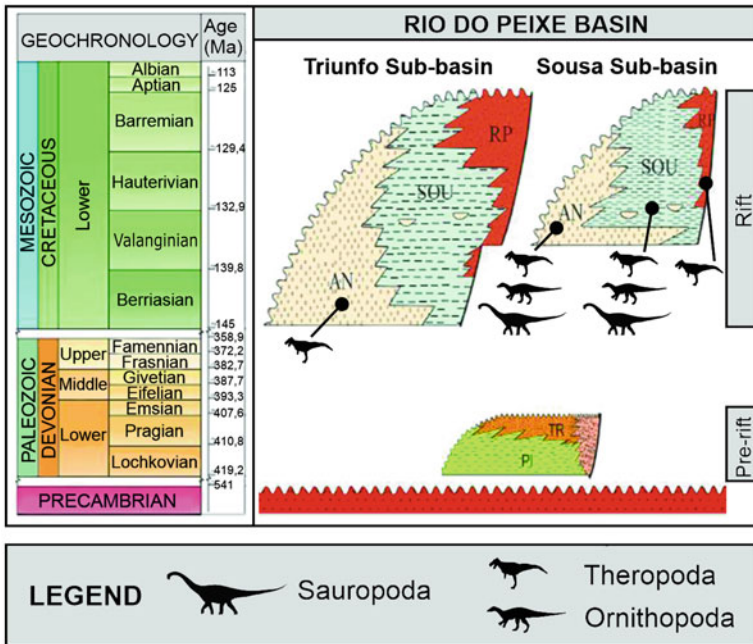 GEOCHRONOLOGY
Age
(Ma)
RIO DO PEIXE BASIN
Triunfo Sub-basin
Sousa Sub-basin
MESOZOIC
CRETACEOUS
Lower
Albian
Aptian
Barremian
Hauterivian
Valanginian
Berriasian
113
125
129,4
132,9
139,8
145
RP
SOU
AN
RP
SOU
AN
Rift
PALEOZOIC
DEVONIAN
Upper
Middle
Lower
Famennian
Frasnian
Givetian
Eifelian
Emsian
Pragian
Lochkovian
358,9
372,2
382,7
387,7
393,3
407,6
410,8
419,2
541
TR
PI
Pre-rift
PRECAMBRIAN
LEGEND
Sauropoda
Theropoda
Ornithopoda